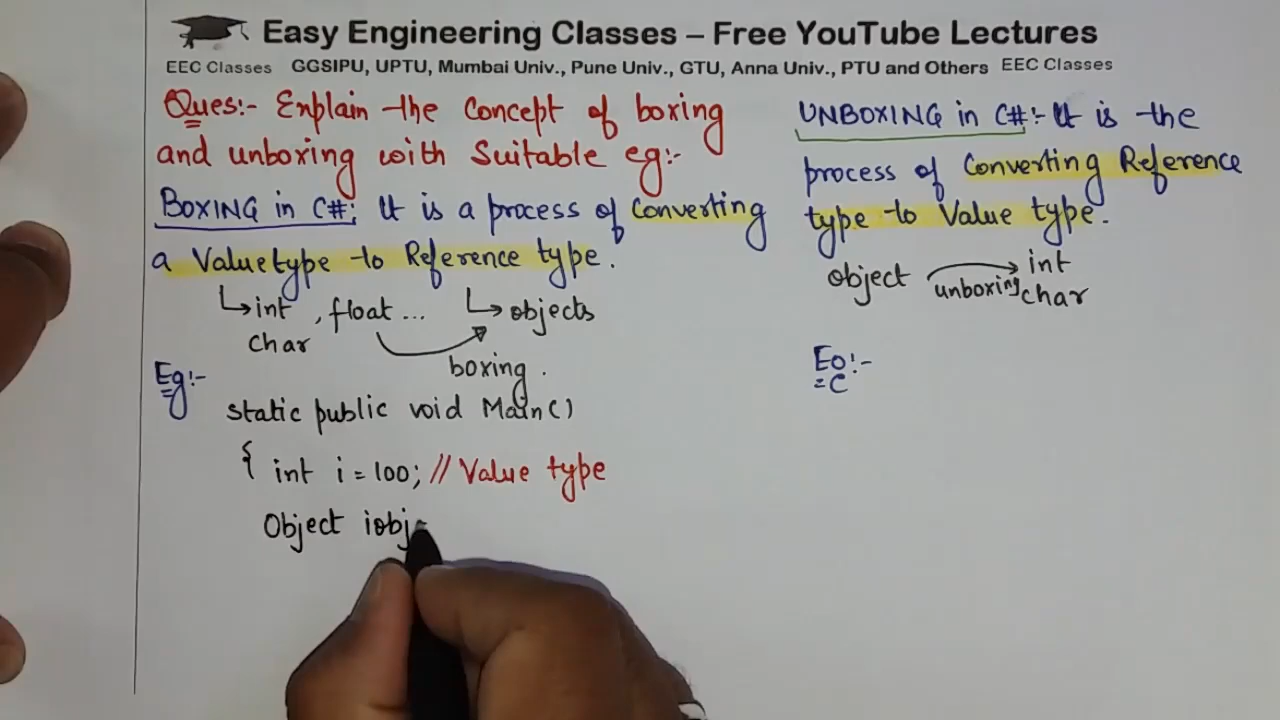 Easy Engineering Classes – Free YouTube Lectures
EEC Classes GGSIPU, UPTU, Mumbai Univ., Pune Univ., GTU, Anna Univ., PTU and Others EEC Classes
Ques:- Explain the Concept of boxing
and unboxing with Suitable eg:-
BOXING in C#: It is a process of Converting
a Valuetype to Reference type.
int , float ... objects
char
boxing .
Eg:-
static public void Main()
{ int i = 100; // Value type
Object iobj
UNBOXING in C#:- It is the
process of Converting Reference
type to Value type.
object unboxing int
char